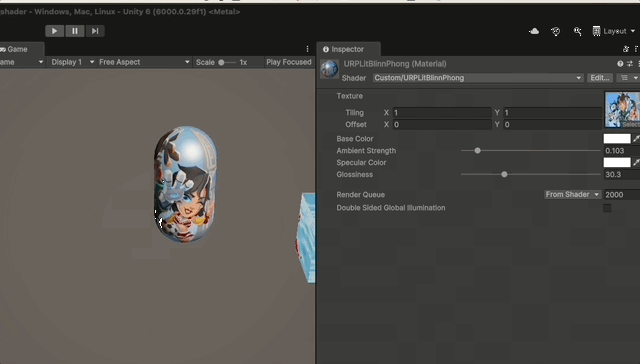 shader - Windows, Mac, Linux - Unity 6 (6000.0.29f1) <Metal>
Layout
Game
Inspector
ame Display 1 Free Aspect Scale 1x Play Focused
URPLitBlinnPhong (Material)
Shader Custom/URPLitBlinnPhong Edit...
Texture
Tiling X 1 Y 1
Offset X 0 Y 0
Select
Base Color
Ambient Strength 0.103
Specular Color
Glossiness 30.3
Render Queue From Shader 2000
Double Sided Global Illumination